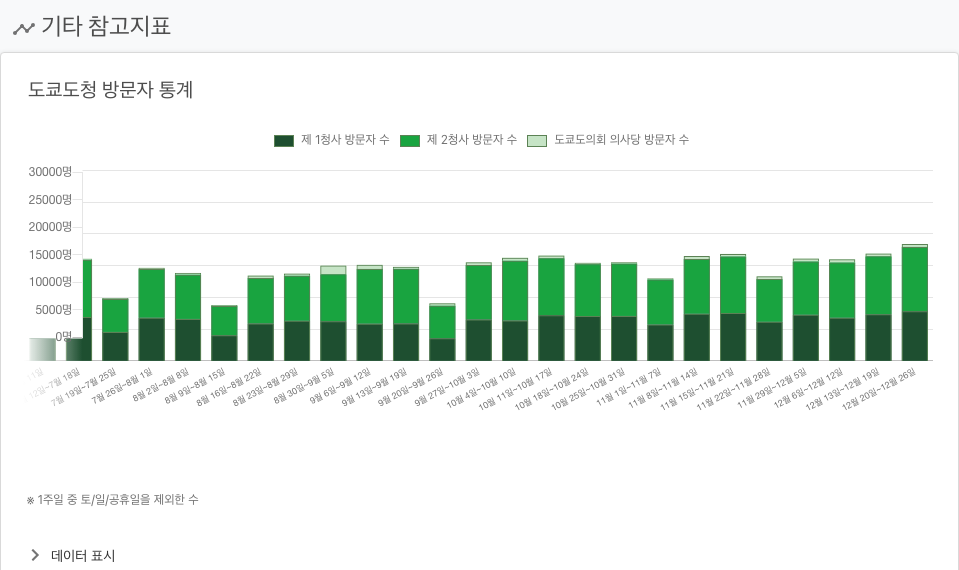 기타 참고지표
도쿄도청 방문자 통계
제 1청사 방문자 수 제 2청사 방문자 수 도쿄도의회 의사당 방문자 수
30000명
25000명
20000명
15000명
10000명
5000명
0명
7월 19일~7월 25일
7월 26일~8월 1일
8월 2일~8월 8일
8월 9일~8월 15일
8월 16일~8월 22일
8월 23일~8월 29일
8월 30일~9월 5일
9월 6일~9월 12일
9월 13일~9월 19일
9월 20일~9월 26일
9월 27일~10월 3일
10월 4일~10월 10일
10월 11일~10월 17일
10월 18일~10월 24일
10월 25일~10월 31일
11월 1일~11월 7일
11월 8일~11월 14일
11월 15일~11월 21일
11월 22일~11월 28일
11월 29일~12월 5일
12월 6일~12월 12일
12월 13일~12월 19일
12월 20일~12월 26일
※ 1주일 중 토/일/공휴일을 제외한 수
데이터 표시